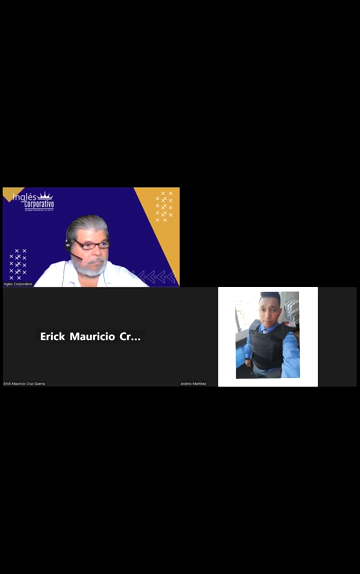 Inglés
Corporativo
Inglés Corporativo
Erick Mauricio Cr...
Erick Mauricio Cruz Guerra
Andres Martinez